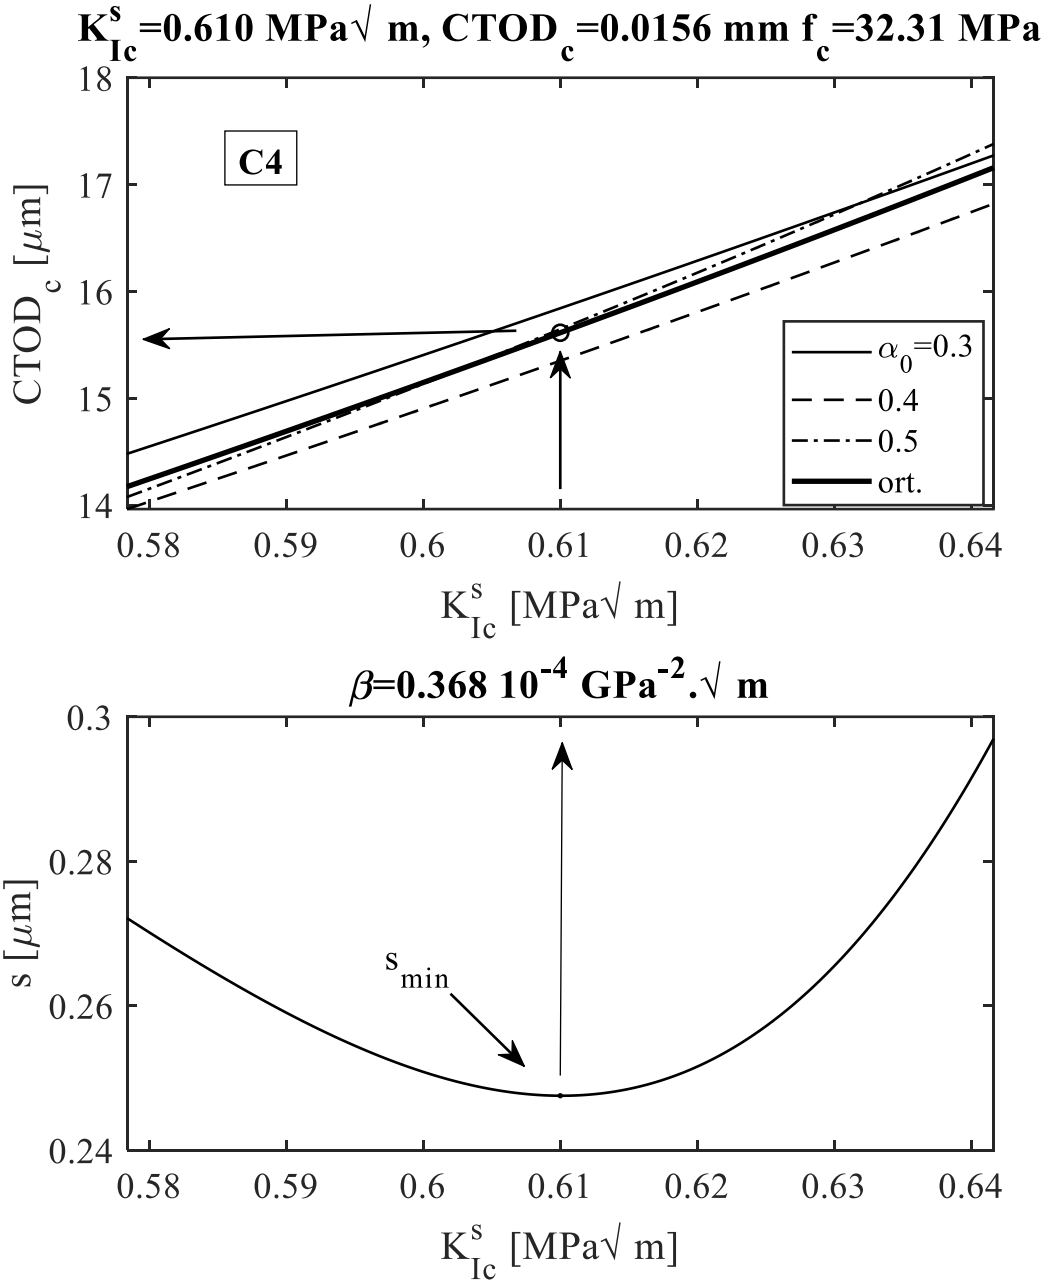 K_Ic^s=0.610 MPa√ m, CTOD_c=0.0156 mm f_c=32.31 MPa
18
17
16
15
14
CTOD_c [μm]
C4
α_0=0.3
0.4
0.5
ort.
0.58 0.59 0.6 0.61 0.62 0.63 0.64
K_Ic^s [MPa√ m]
β=0.368 10^-4 GPa^-2.√ m
0.3
0.28
0.26
0.24
s [μm]
s_min
0.58 0.59 0.6 0.61 0.62 0.63 0.64
K_Ic^s [MPa√ m]